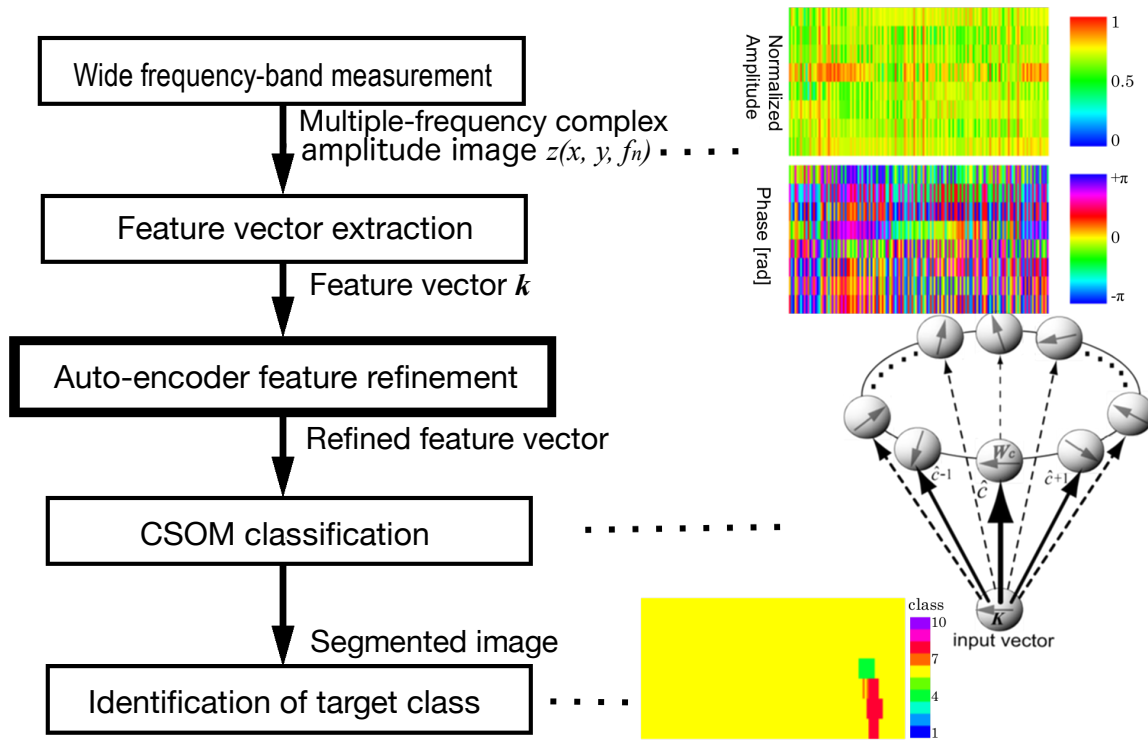 Wide frequency-band measurement
Multiple-frequency complex
amplitude image z(x, y, fn)
Feature vector extraction
Feature vector k
Auto-encoder feature refinement
Refined feature vector
CSOM classification
Segmented image
Identification of target class
Normalized
Amplitude
1
0.5
0
Phase [rad]
+π
0
-π
Wc
ĉ-1
ĉ
ĉ+1
K
input vector
class
10
7
4
1